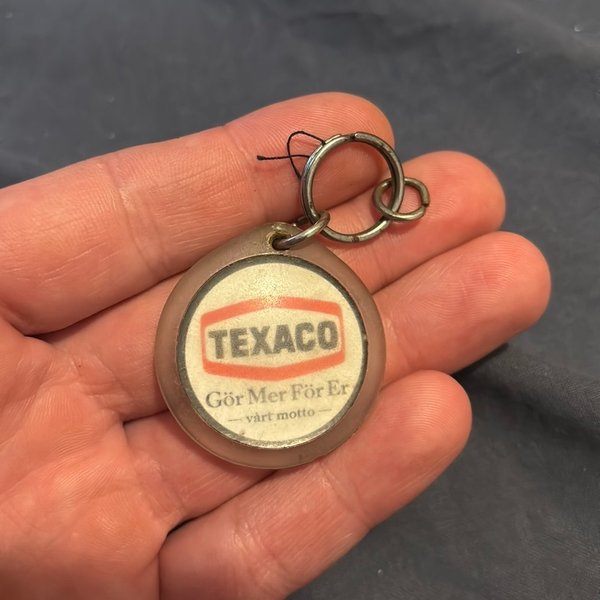 TEXACO
Gör Mer För Er
— vårt motto —